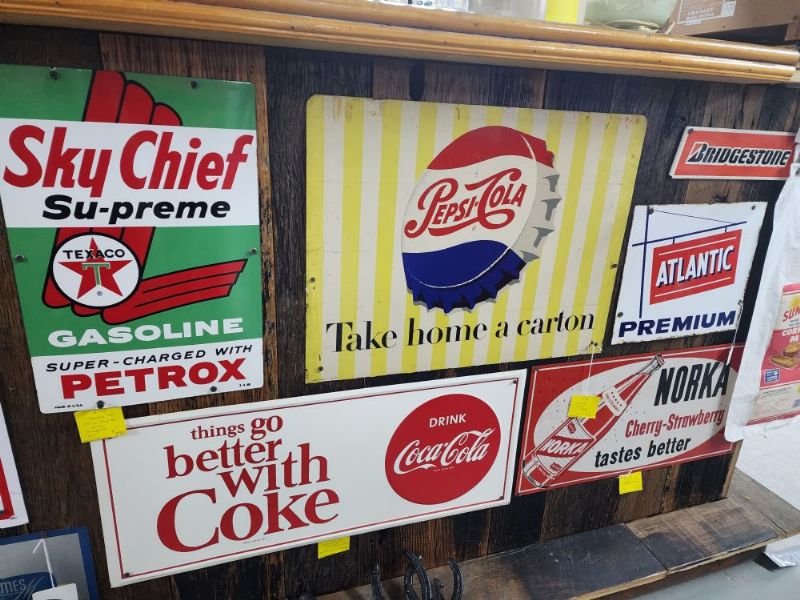 Sky Chief
Su-preme
TEXACO
T
GASOLINE
SUPER-CHARGED WITH
PETROX
PEPSI-COLA
Take home a carton
BRIDGESTONE
ATLANTIC
PREMIUM
things go
better
with
Coke
DRINK
Coca-Cola
NORKA
Cherry-Strawberry
tastes better
NORKA